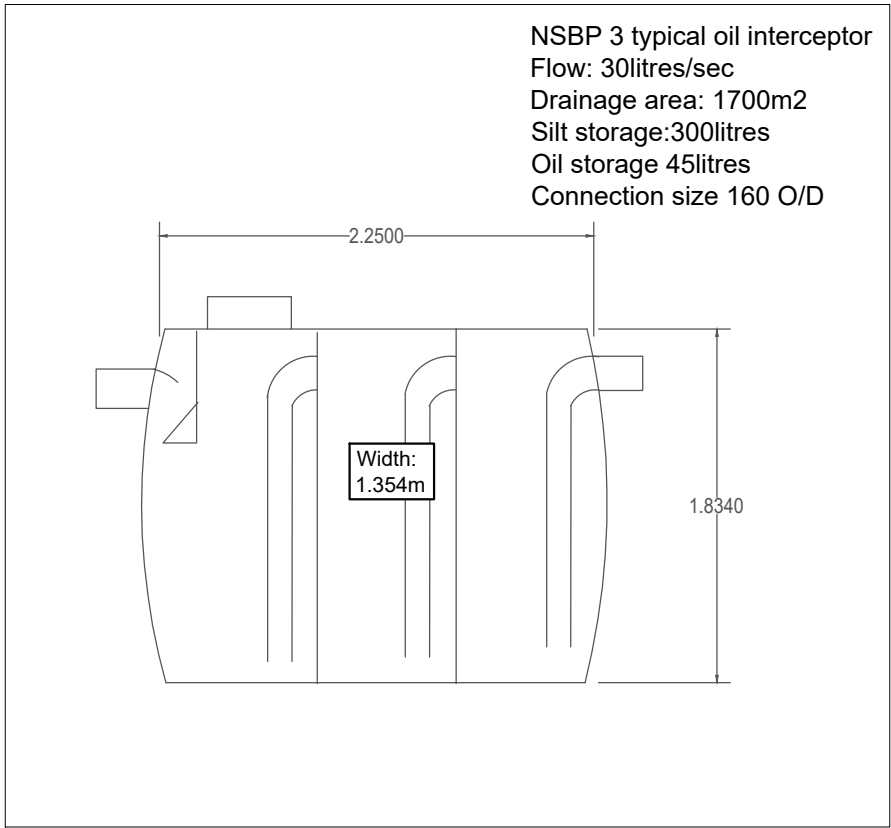 NSBP 3 typical oil interceptor
Flow: 30litres/sec
Drainage area: 1700m2
Silt storage:300litres
Oil storage 45litres
Connection size 160 O/D
2.2500
Width:
1.354m
1.8340